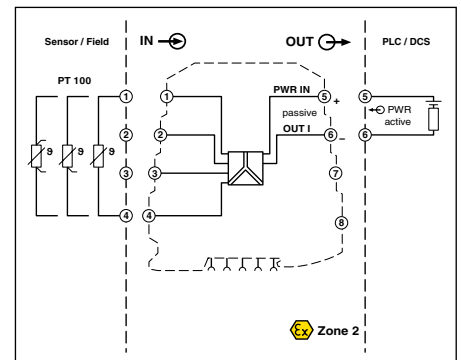 Sensor / Field
IN
OUT
PLC / DCS
PT 100
PWR IN
passive
OUT I
PWR
active
1
2
3
4
1
2
3
4
5
+
6
–
7
8
5
6
ϑ
ϑ
ϑ
Ex
Zone 2